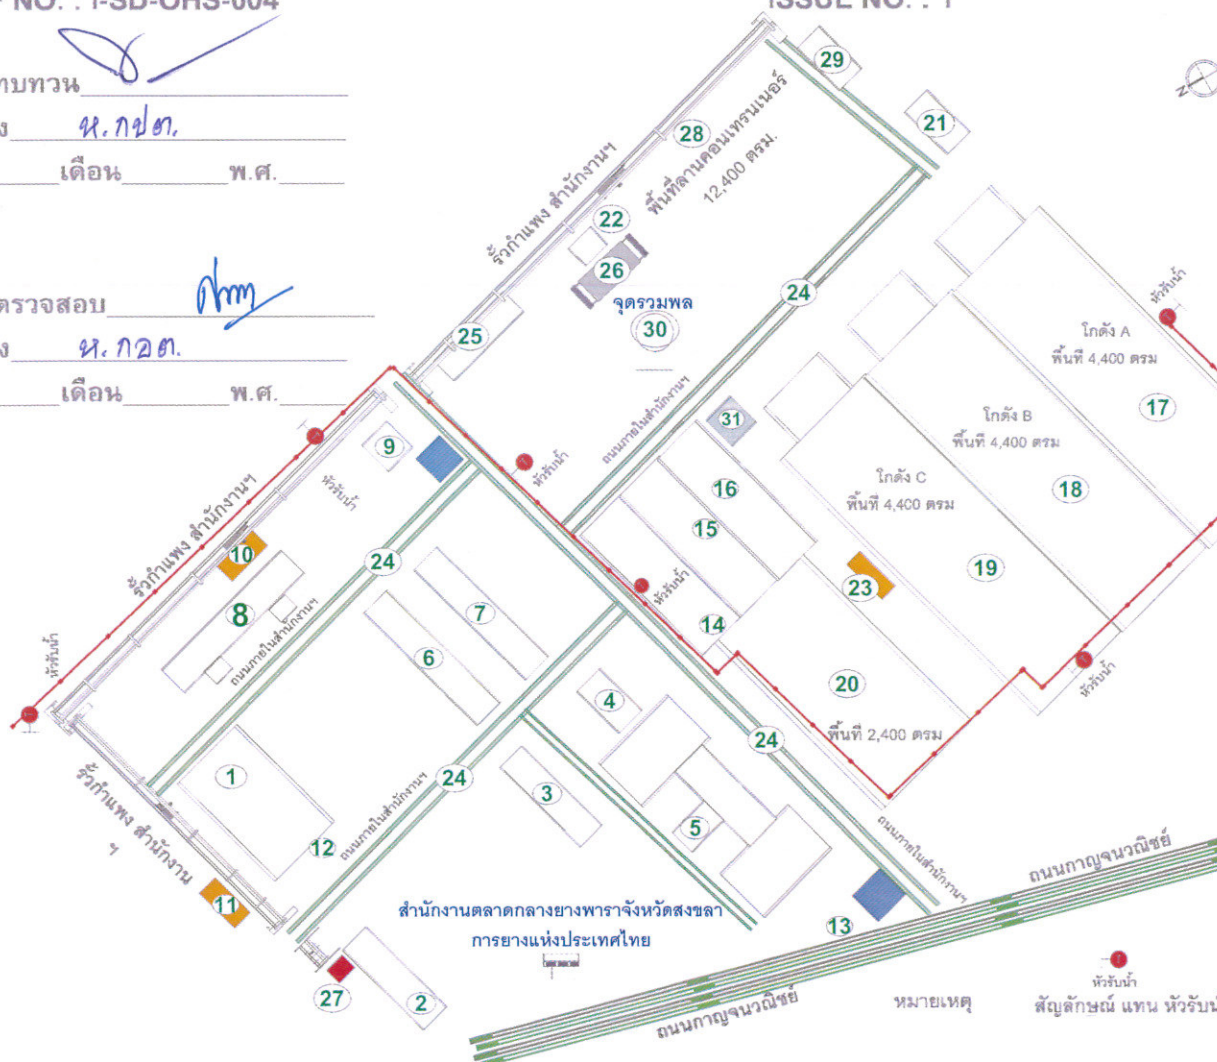 NO. : I-SD-OHS-004
ISSUE NO. : 1
ทบทวน
ห.กปต.
เดือน พ.ศ.
ตรวจสอบ
ห.กอต.
เดือน พ.ศ.
29
21
28
พื้นที่ลานคอนเทรนเนอร์
12,400 ตรม.
รั้วกำแพง สำนักงานฯ
22
26
จุดรวมพล
30
24
25
ถนนภายในสำนักงานฯ
หัวรับน้ำ
โกดัง A
พื้นที่ 4,400 ตรม
17
โกดัง B
พื้นที่ 4,400 ตรม
18
โกดัง C
พื้นที่ 4,400 ตรม
19
31
16
15
14
23
20
พื้นที่ 2,400 ตรม
หัวรับน้ำ
9
หัวรับน้ำ
หัวรับน้ำ
หัวรับน้ำ
รั้วกำแพง สำนักงานฯ
10
8
24
ถนนภายในสำนักงานฯ
หัวรับน้ำ
7
6
4
24
1
3
24
5
12
ถนนภายในสำนักงานฯ
รั้วกำแพง สำนักงาน
ฯ
11
ถนนภายในสำนักงานฯ
13
สำนักงานตลาดกลางยางพาราจังหวัดสงขลา
การยางแห่งประเทศไทย
27
2
ถนนกาญจนวณิชย์
ถนนกาญจนวณิชย์
หมายเหตุ
หัวรับน้ำ
สัญลักษณ์ แทน หัวรับน้ำ